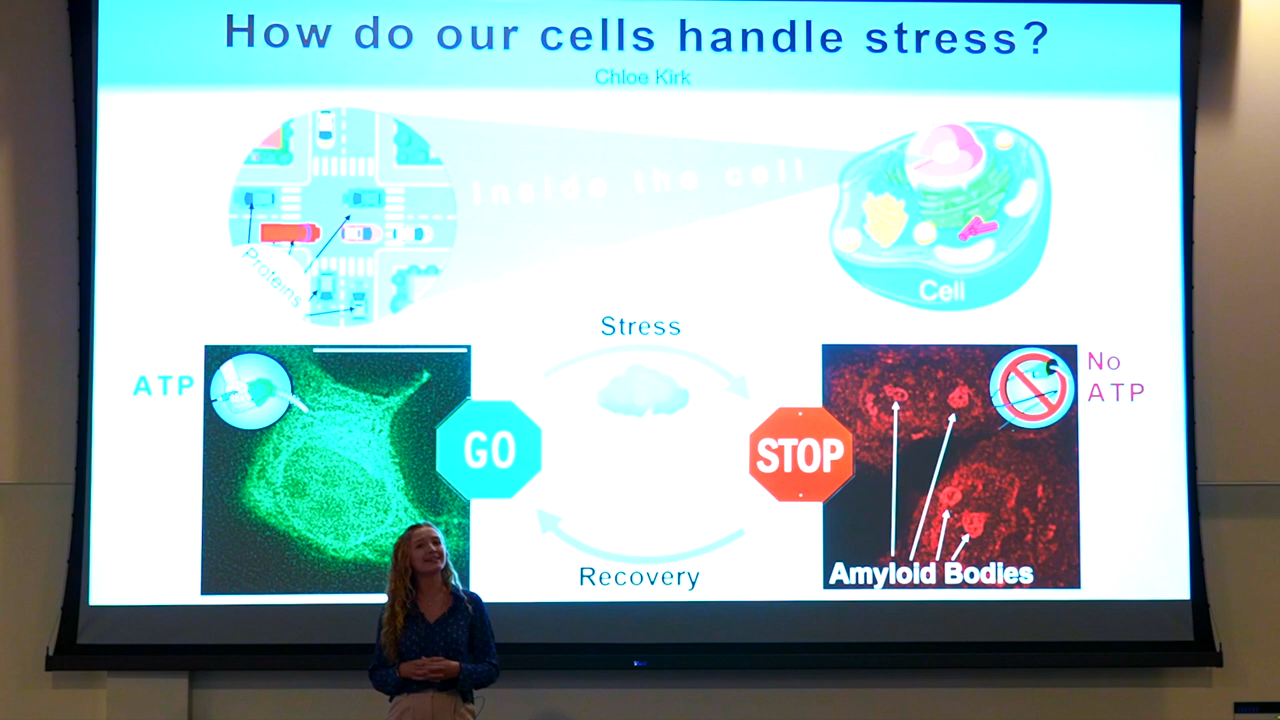 How do our cells handle stress?
Chloe Kirk
inside the cell
Proteins
Cell
Stress
ATP
No
ATP
GO
STOP
Amyloid Bodies
Recovery